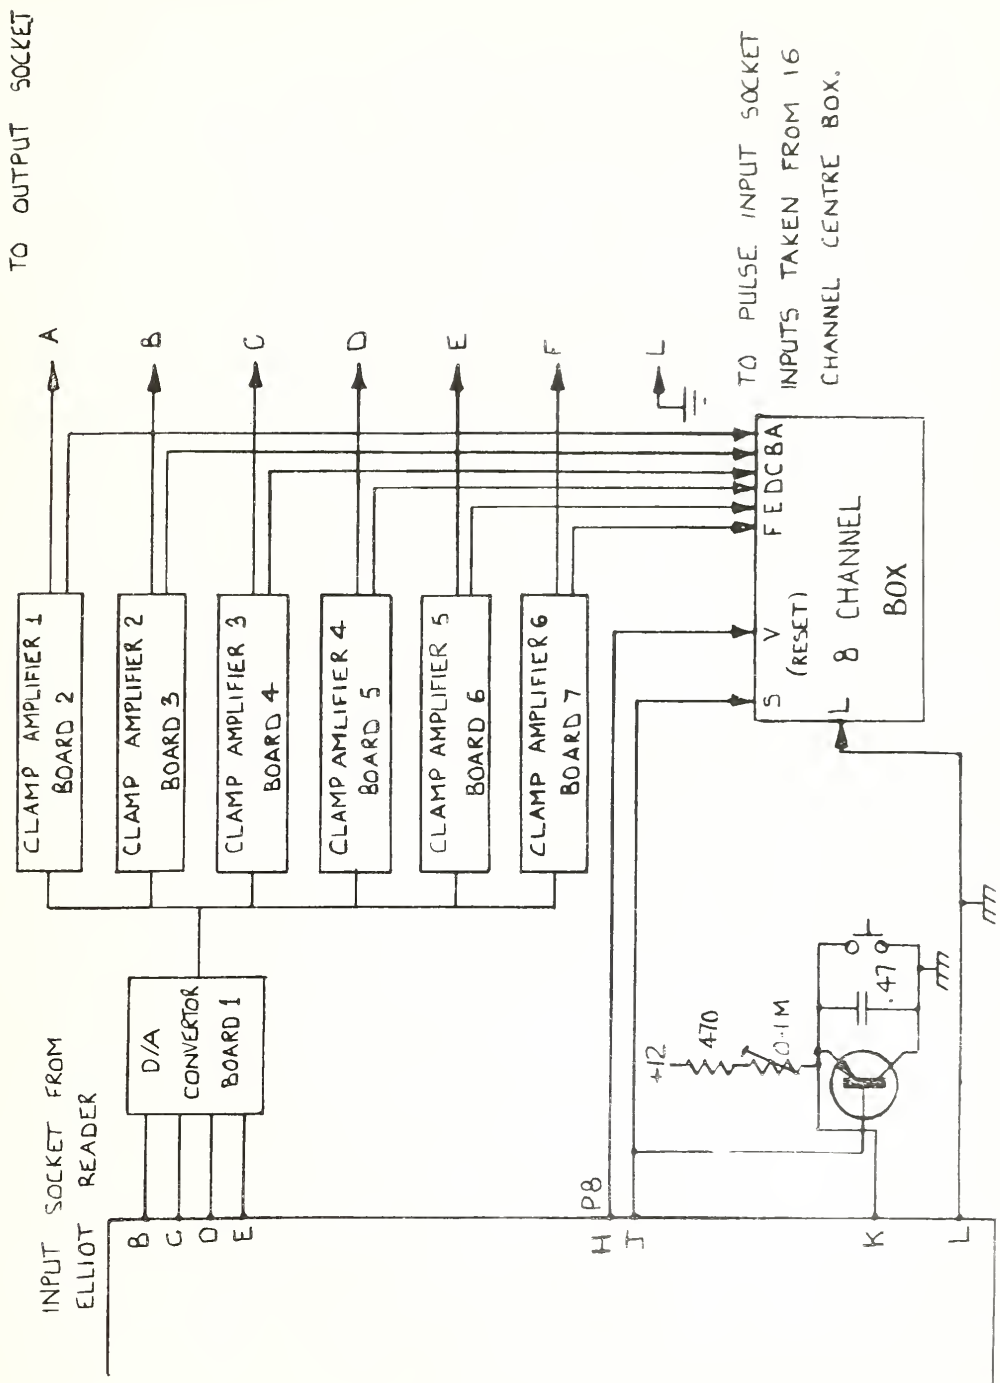 INPUT SOCKET FROM
ELLIOT READER
B
C
D
E
D/A
CONVERTOR
BOARD 1
CLAMP AMPLIFIER 1
BOARD 2
CLAMP AMPLIFIER 2
BOARD 3
CLAMP AMPLIFIER 3
BOARD 4
CLAMP AMLIFIER 4
BOARD 5
CLAMP AMPLIFIER 5
BOARD 6
CLAMP AMPLIFIER 6
BOARD 7
TO OUTPUT SOCKET
A
B
C
D
E
F
L
H
P8
J
K
L
+12
470
0.1M
.47
S
V
(RESET)
F E D C B A
L
8 CHANNEL
BOX
TO PULSE INPUT SOCKET
INPUTS TAKEN FROM 16
CHANNEL CENTRE BOX.